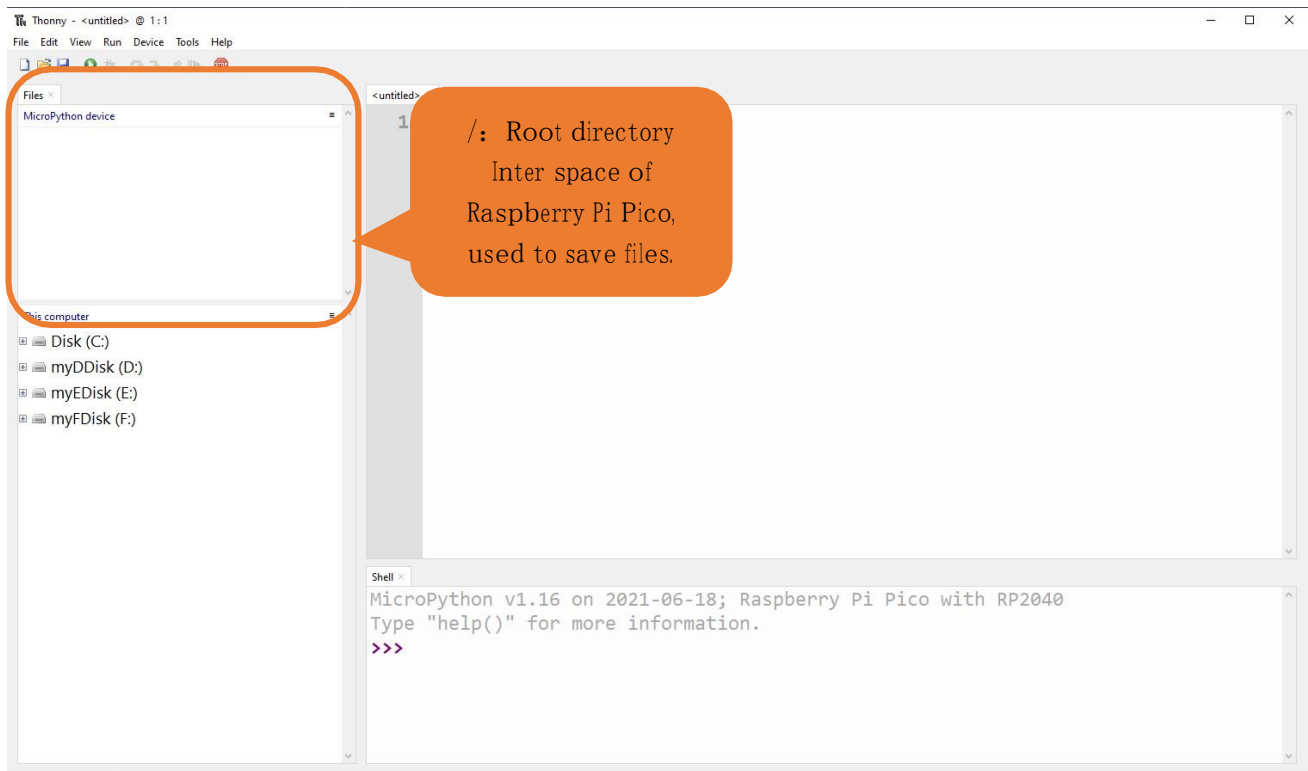 Thonny - <untitled> @ 1:1
File Edit View Run Device Tools Help
Files
MicroPython device
This computer
Disk (C:)
myDDisk (D:)
myEDisk (E:)
myFDisk (F:)
<untitled>
1
/: Root directory
Inter space of
Raspberry Pi Pico,
used to save files.
Shell
MicroPython v1.16 on 2021-06-18; Raspberry Pi Pico with RP2040
Type "help()" for more information.
>>>